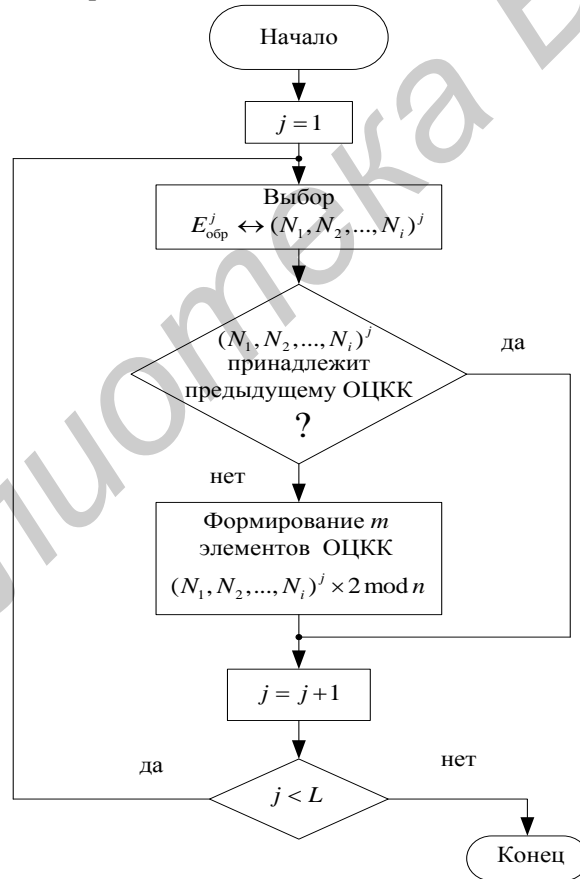 Начало
j = 1
Выбор
E^j_обр ↔ (N_1, N_2, ..., N_i)^j
(N_1, N_2, ..., N_i)^j
принадлежит
предыдущему ОЦКК
?
да
нет
Формирование m
элементов ОЦКК
(N_1, N_2, ..., N_i)^j × 2 mod n
j = j + 1
да
j < L
нет
Конец